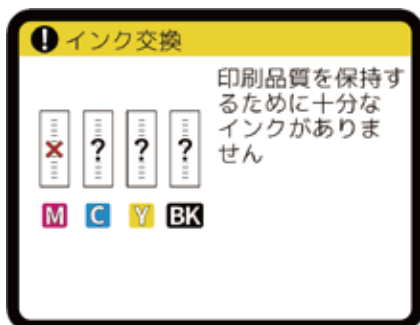 インク交換
印刷品質を保持す
るために十分な
インクがありま
せん
? ? ?
M C Y BK